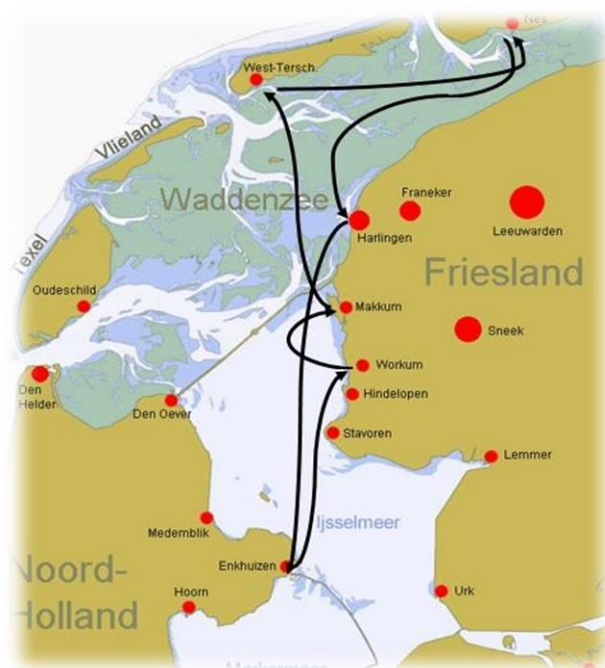 Nes
West-Tersch.
Vlieland
Waddenzee
Franeker
Harlingen
Leeuwarden
Texel
Friesland
Oudeschild
Makkum
Sneek
Workum
Den
Helder
Hindelopen
Den Oever
Stavoren
Lemmer
Medemblik
Ijsselmeer
Enkhuizen
Noord-
Holland
Hoorn
Urk
Markermeer